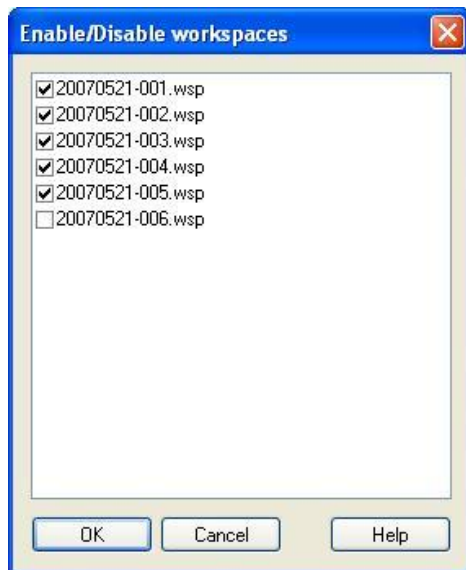 Enable/Disable workspaces
20070521-001.wsp
20070521-002.wsp
20070521-003.wsp
20070521-004.wsp
20070521-005.wsp
20070521-006.wsp
OK Cancel Help